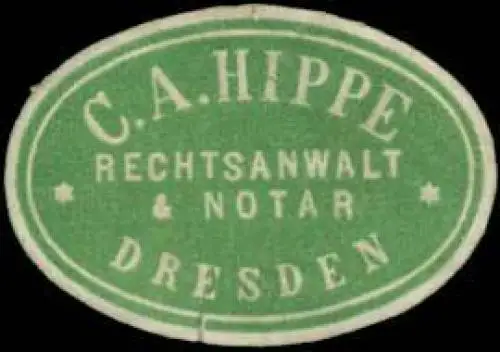 C. A. HIPPE
RECHTSANWALT
& NOTAR
DRESDEN